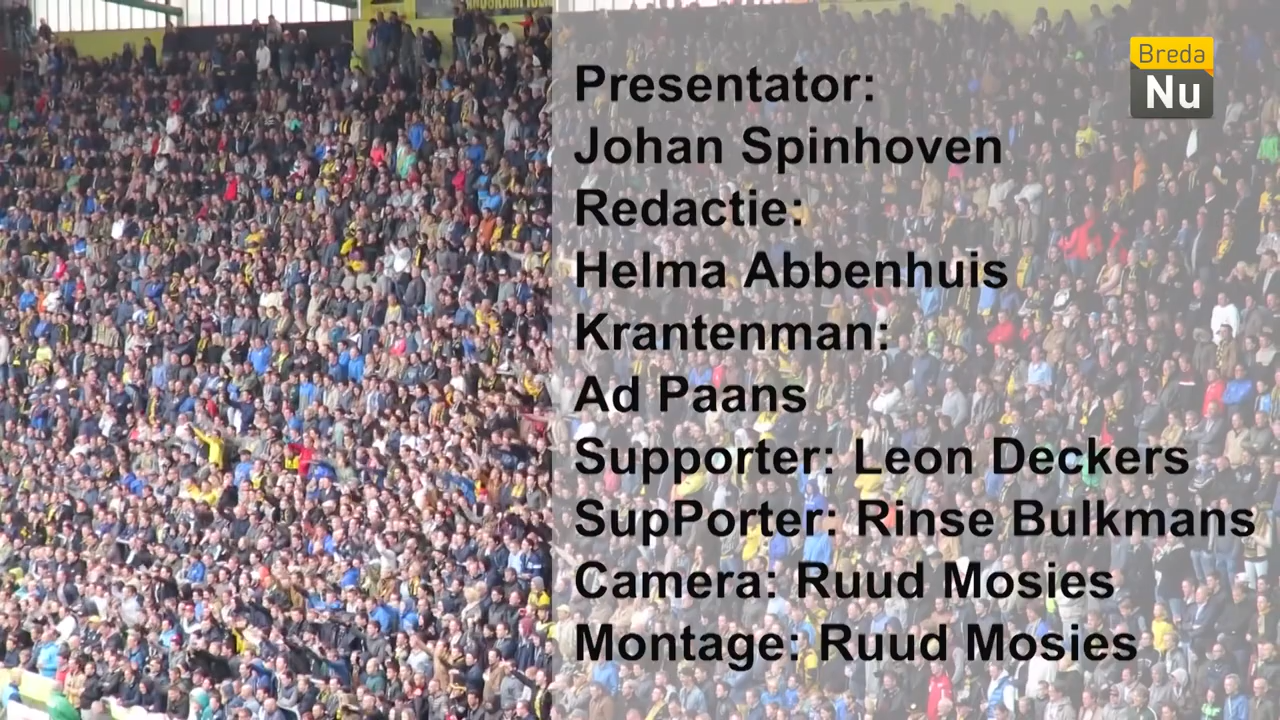 Breda
Nu
Presentator:
Johan Spinhoven
Redactie:
Helma Abbenhuis
Krantenman:
Ad Paans
Supporter: Leon Deckers
SupPorter: Rinse Bulkmans
Camera: Ruud Mosies
Montage: Ruud Mosies